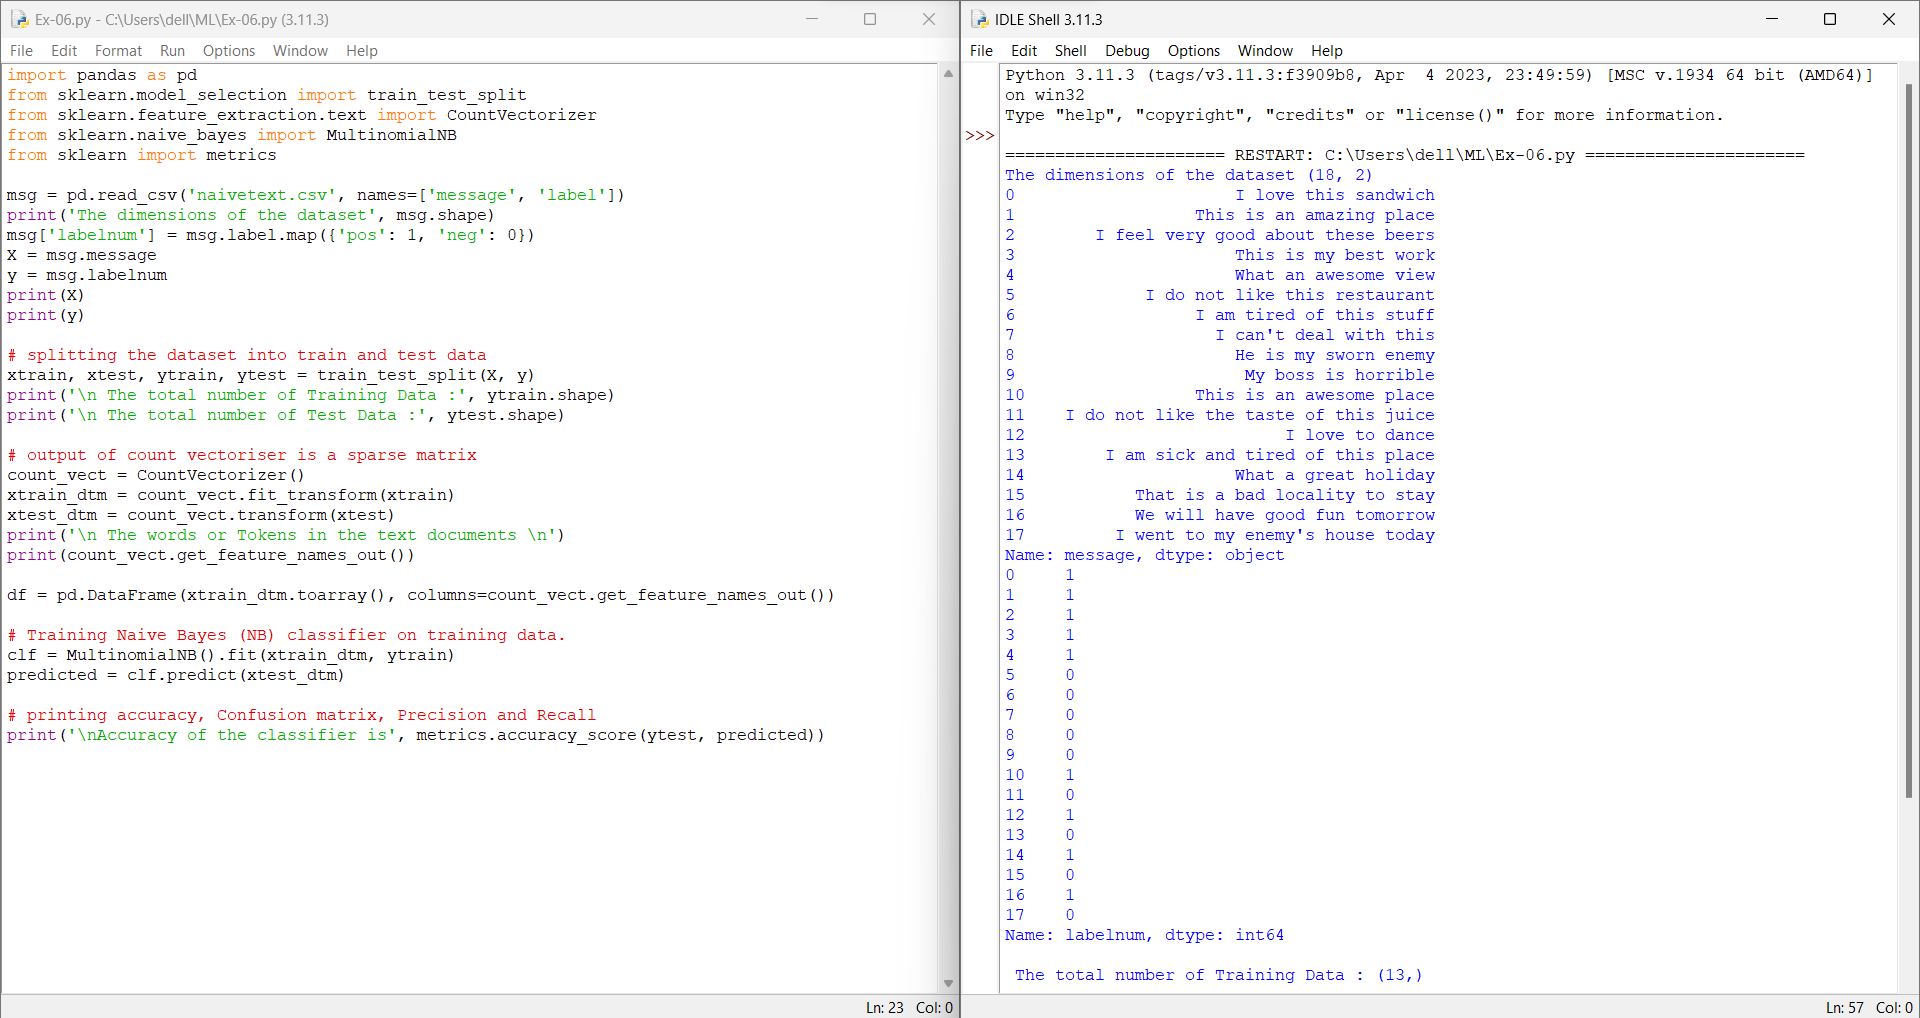 Ex-06.py - C:\Users\dell\ML\Ex-06.py (3.11.3)
File Edit Format Run Options Window Help
import pandas as pd
from sklearn.model_selection import train_test_split
from sklearn.feature_extraction.text import CountVectorizer
from sklearn.naive_bayes import MultinomialNB
from sklearn import metrics

msg = pd.read_csv('naivetext.csv', names=['message', 'label'])
print('The dimensions of the dataset', msg.shape)
msg['labelnum'] = msg.label.map({'pos': 1, 'neg': 0})
X = msg.message
y = msg.labelnum
print(X)
print(y)

# splitting the dataset into train and test data
xtrain, xtest, ytrain, ytest = train_test_split(X, y)
print('\n The total number of Training Data :', ytrain.shape)
print('\n The total number of Test Data :', ytest.shape)

# output of count vectoriser is a sparse matrix
count_vect = CountVectorizer()
xtrain_dtm = count_vect.fit_transform(xtrain)
xtest_dtm = count_vect.transform(xtest)
print('\n The words or Tokens in the text documents \n')
print(count_vect.get_feature_names_out())

df = pd.DataFrame(xtrain_dtm.toarray(), columns=count_vect.get_feature_names_out())

# Training Naive Bayes (NB) classifier on training data.
clf = MultinomialNB().fit(xtrain_dtm, ytrain)
predicted = clf.predict(xtest_dtm)

# printing accuracy, Confusion matrix, Precision and Recall
print('\nAccuracy of the classifier is', metrics.accuracy_score(ytest, predicted))
Ln: 23 Col: 0
IDLE Shell 3.11.3
File Edit Shell Debug Options Window Help
Python 3.11.3 (tags/v3.11.3:f3909b8, Apr  4 2023, 23:49:59) [MSC v.1934 64 bit (AMD64)]
on win32
Type "help", "copyright", "credits" or "license()" for more information.
>>>
====================== RESTART: C:\Users\dell\ML\Ex-06.py ======================
The dimensions of the dataset (18, 2)
0                      I love this sandwich
1                  This is an amazing place
2        I feel very good about these beers
3                      This is my best work
4                      What an awesome view
5             I do not like this restaurant
6                  I am tired of this stuff
7                    I can't deal with this
8                      He is my sworn enemy
9                       My boss is horrible
10                 This is an awesome place
11    I do not like the taste of this juice
12                          I love to dance
13        I am sick and tired of this place
14                     What a great holiday
15           That is a bad locality to stay
16           We will have good fun tomorrow
17         I went to my enemy's house today
Name: message, dtype: object
0     1
1     1
2     1
3     1
4     1
5     0
6     0
7     0
8     0
9     0
10    1
11    0
12    1
13    0
14    1
15    0
16    1
17    0
Name: labelnum, dtype: int64

 The total number of Training Data : (13,)
Ln: 57 Col: 0